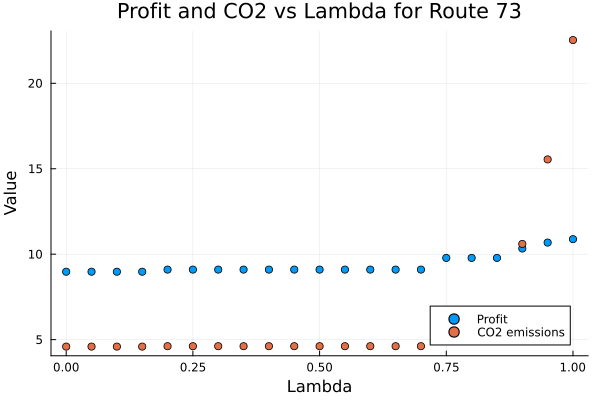 Profit and CO2 vs Lambda for Route 73
Value
20
15
10
5
Profit
CO2 emissions
0.00 0.25 0.50 0.75 1.00
Lambda